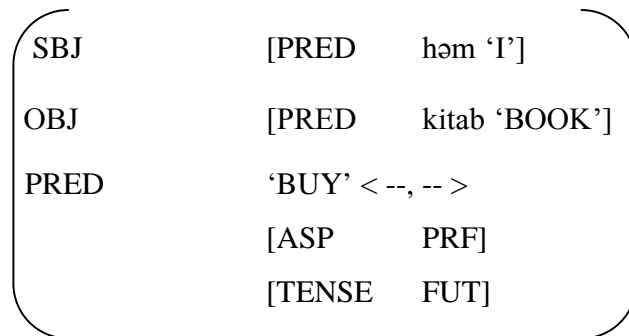 SBJ [PRED həm ‘I’]
OBJ [PRED kitab ‘BOOK’]
PRED ‘BUY’ < --, -- >
[ASP PRF]
[TENSE FUT]